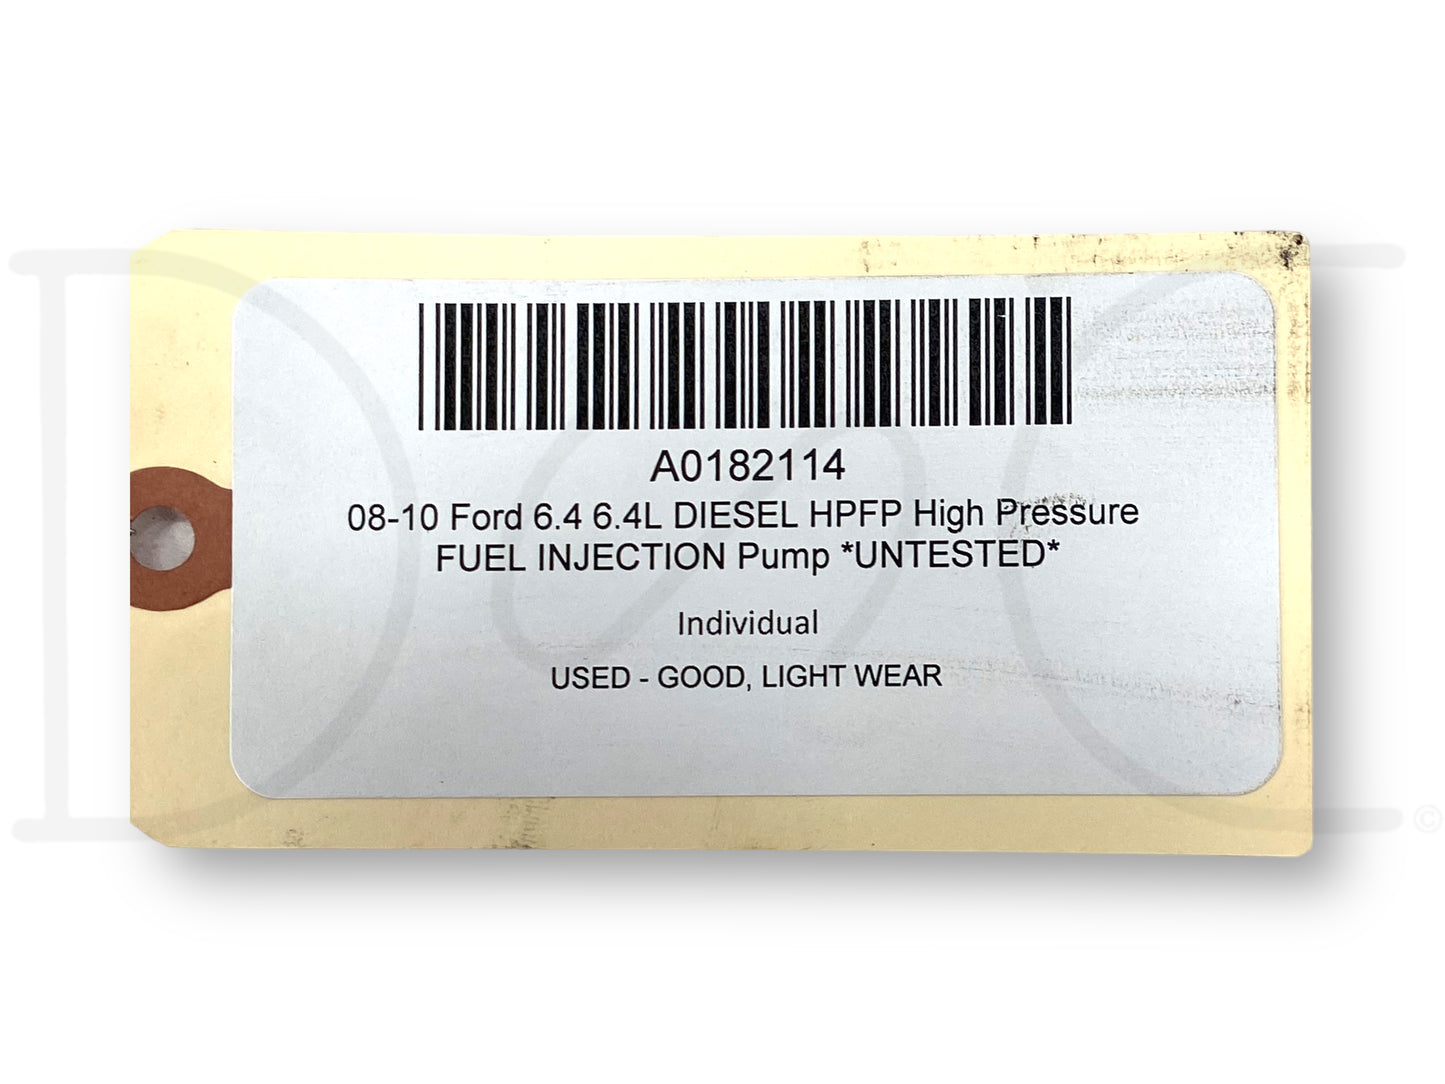 A0182114
08-10 Ford 6.4 6.4L DIESEL HPFP High Pressure
FUEL INJECTION Pump *UNTESTED*
Individual
USED - GOOD, LIGHT WEAR
©